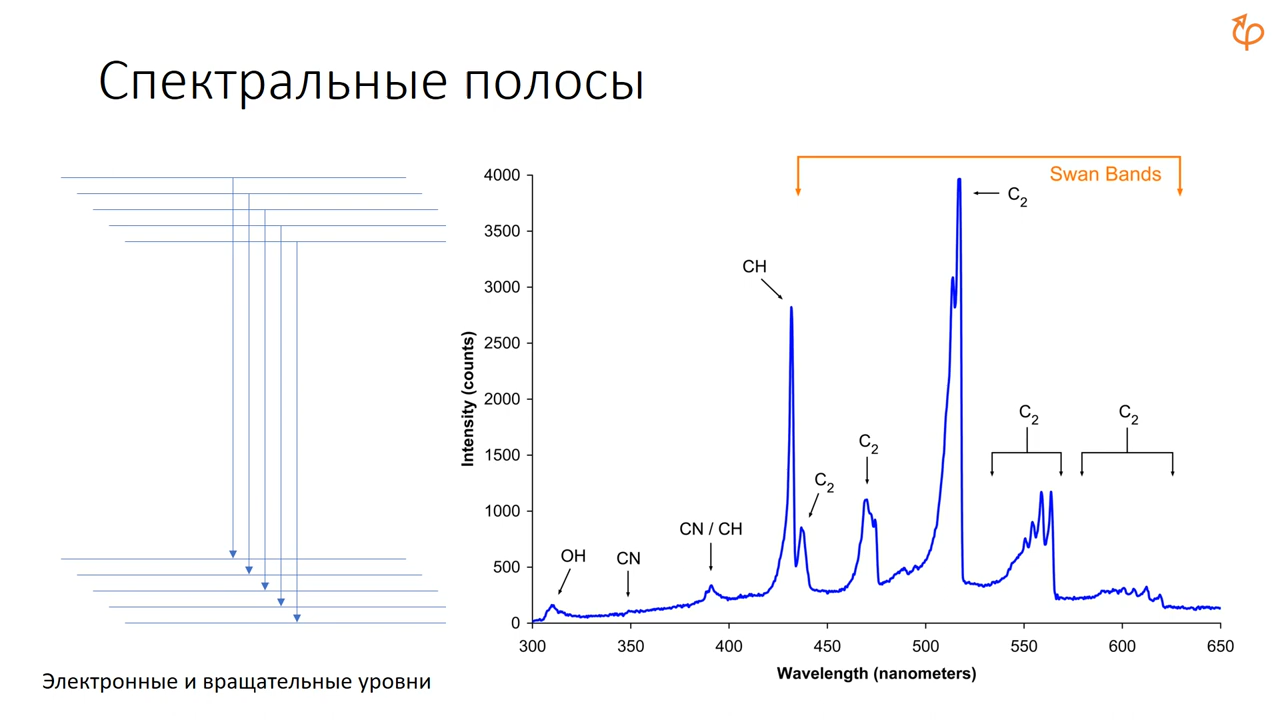 Спектральные полосы
Swan Bands
4000
3500
3000
2500
2000
1500
1000
500
0
Intensity (counts)
300 350 400 450 500 550 600 650
Wavelength (nanometers)
OH
CN
CN / CH
CH
C2
C2
C2
C2
C2
Электронные и вращательные уровни